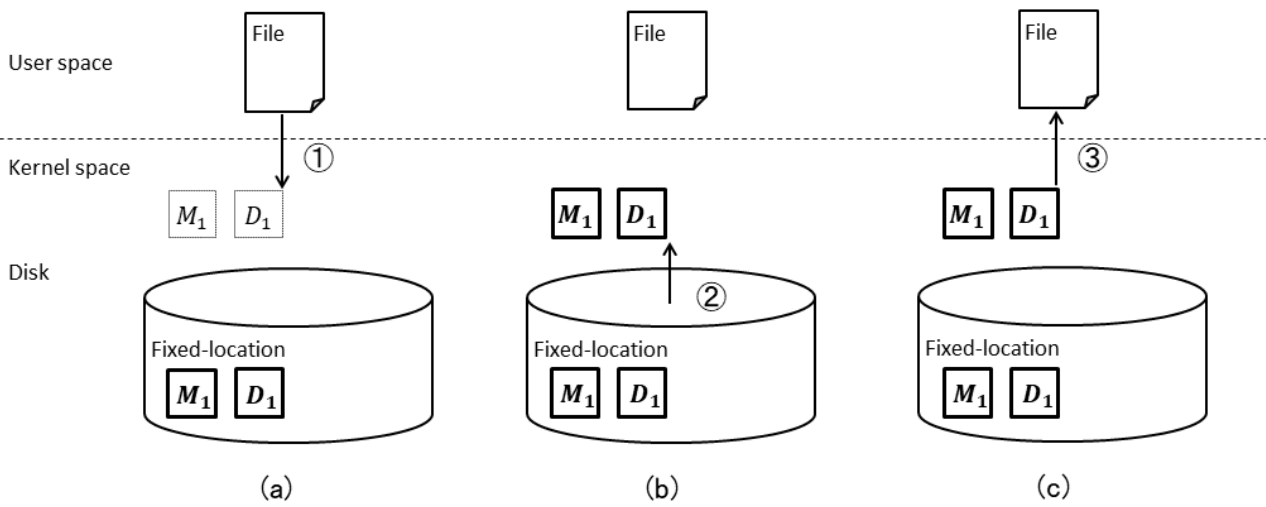 File File File
User space
①
③
Kernel space
M₁ D₁ M₁ D₁ M₁ D₁
Disk
②
Fixed-location Fixed-location Fixed-location
M₁ D₁ M₁ D₁ M₁ D₁
(a) (b) (c)